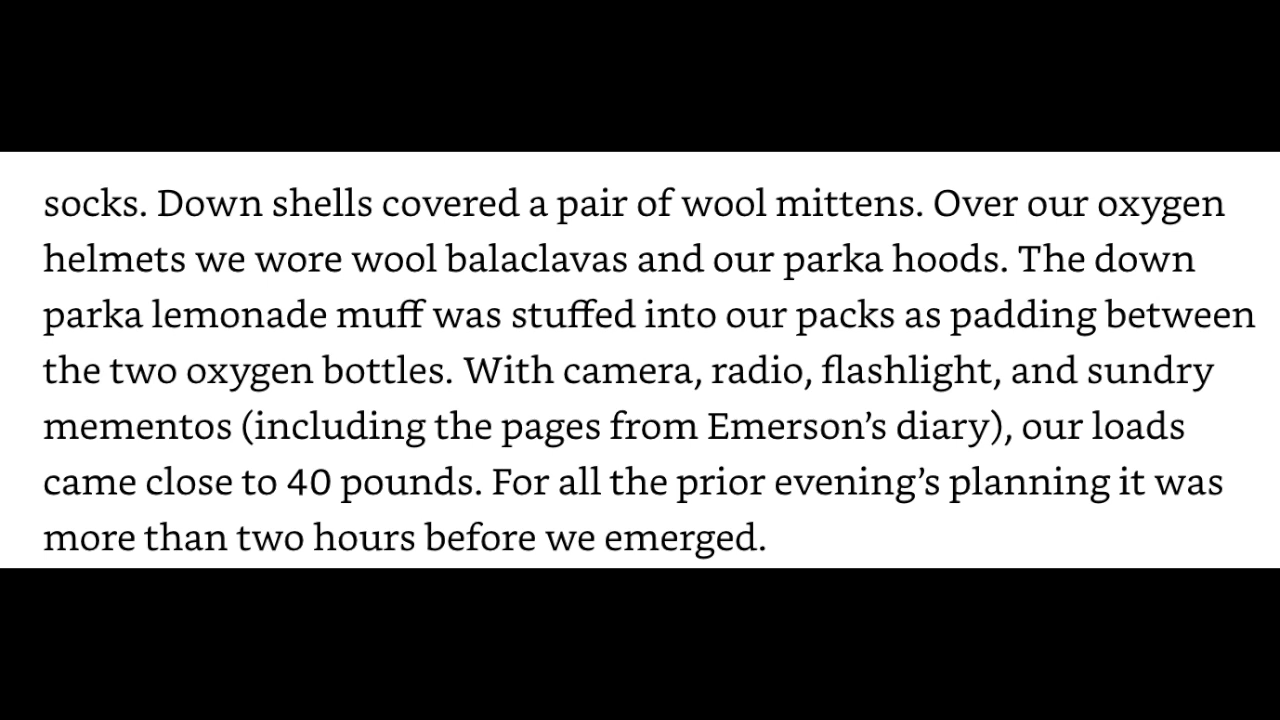 socks. Down shells covered a pair of wool mittens. Over our oxygen
helmets we wore wool balaclavas and our parka hoods. The down
parka lemonade muff was stuffed into our packs as padding between
the two oxygen bottles. With camera, radio, flashlight, and sundry
mementos (including the pages from Emerson’s diary), our loads
came close to 40 pounds. For all the prior evening’s planning it was
more than two hours before we emerged.